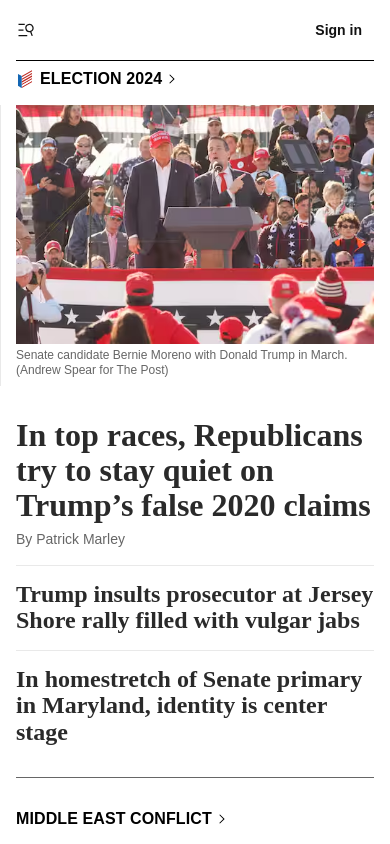 Sign in
ELECTION 2024
Senate candidate Bernie Moreno with Donald Trump in March.
(Andrew Spear for The Post)
In top races, Republicans
try to stay quiet on
Trump’s false 2020 claims
By Patrick Marley
Trump insults prosecutor at Jersey
Shore rally filled with vulgar jabs
In homestretch of Senate primary
in Maryland, identity is center
stage
MIDDLE EAST CONFLICT